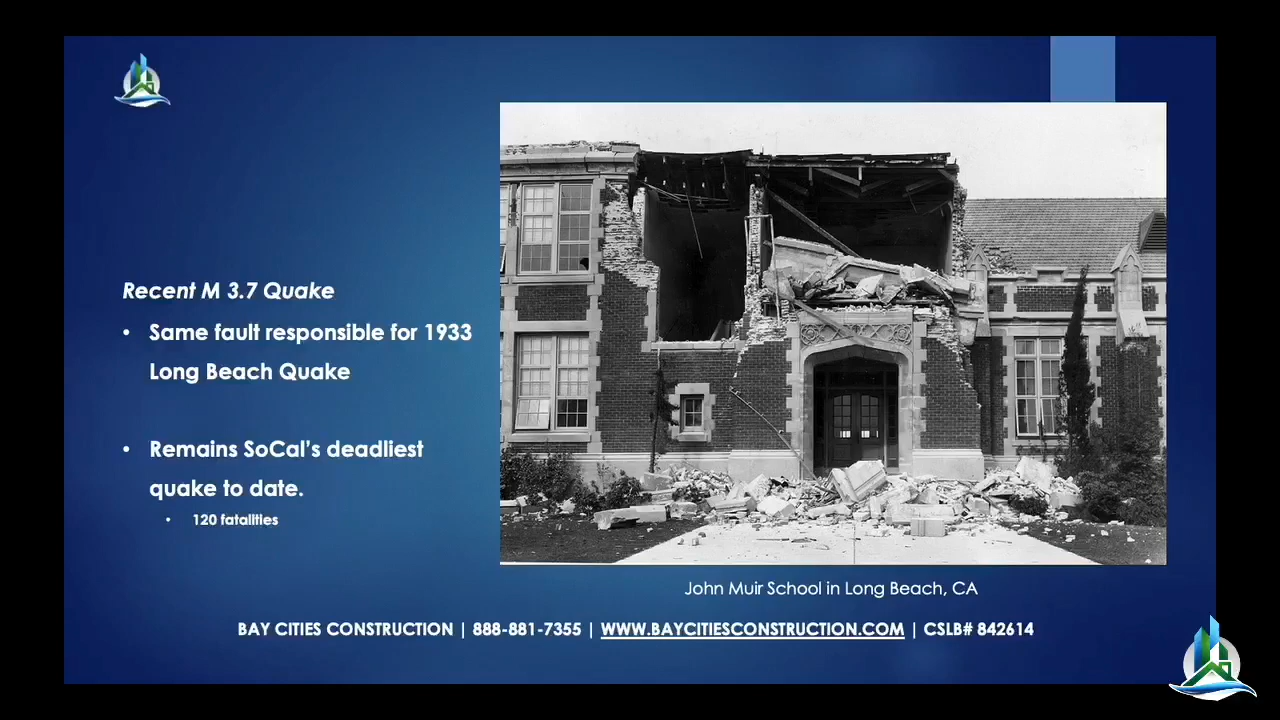 Recent M 3.7 Quake
• Same fault responsible for 1933
Long Beach Quake
• Remains SoCal's deadliest
quake to date.
• 120 fatalities
John Muir School in Long Beach, CA
BAY CITIES CONSTRUCTION | 888-881-7355 | WWW.BAYCITIESCONSTRUCTION.COM | CSLB# 842614